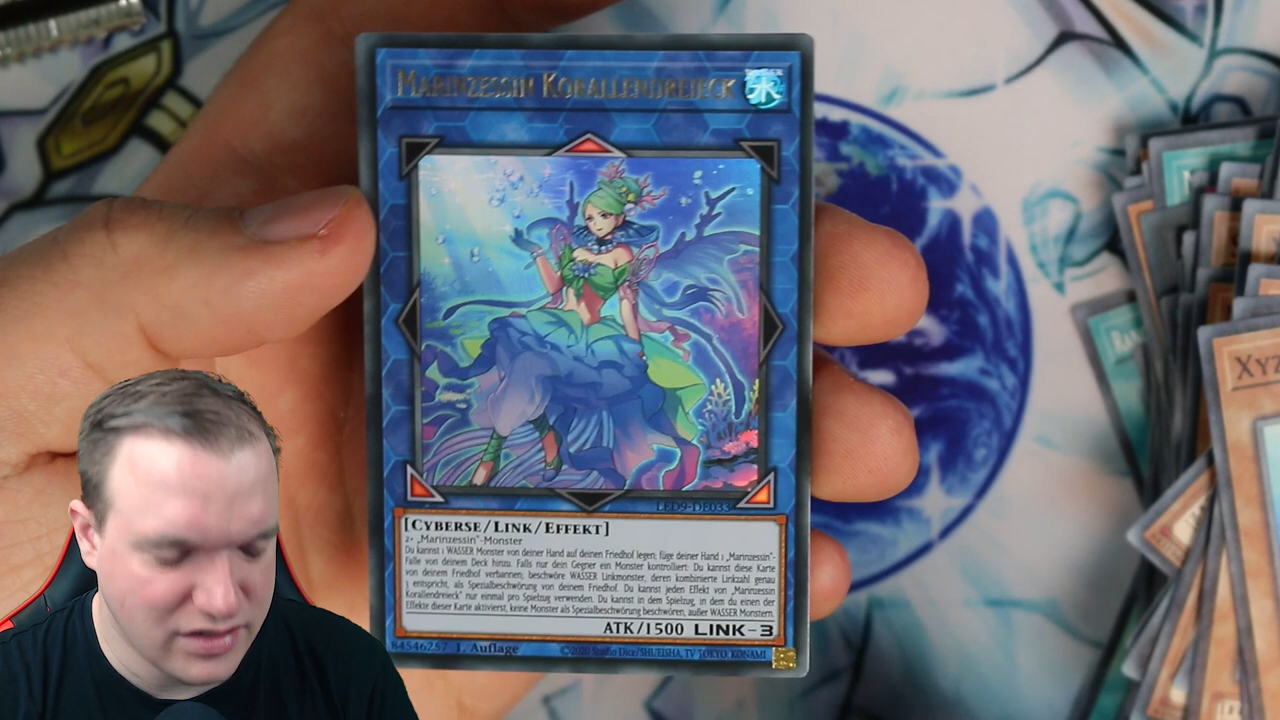 Marinzessin Korallendreieck
水
LED9-DE033
[Cyberse/Link/Effekt]
2+ „Marinzessin"-Monster
Du kannst 1 WASSER Monster von deiner Hand auf deinen Friedhof legen; füge deiner Hand 1 „Marinzessin"-
Falle von deinem Deck hinzu. Falls nur dein Gegner ein Monster kontrolliert: Du kannst diese Karte
von deinem Friedhof verbannen; beschwöre WASSER Linkmonster, deren kombinierte Linkzahl genau
3 entspricht, als Spezialbeschwörung von deinem Friedhof. Du kannst jeden Effekt von „Marinzessin
Korallendreieck" nur einmal pro Spielzug verwenden. Du kannst in dem Spielzug, in dem du einen der
Effekte dieser Karte aktivierst, keine Monster als Spezialbeschwörung beschwören, außer WASSER Monstern.
ATK/1500 LINK-3
84546257 1. Auflage
©2020 Studio Dice/SHUEISHA, TV TOKYO, KONAMI
Xyz